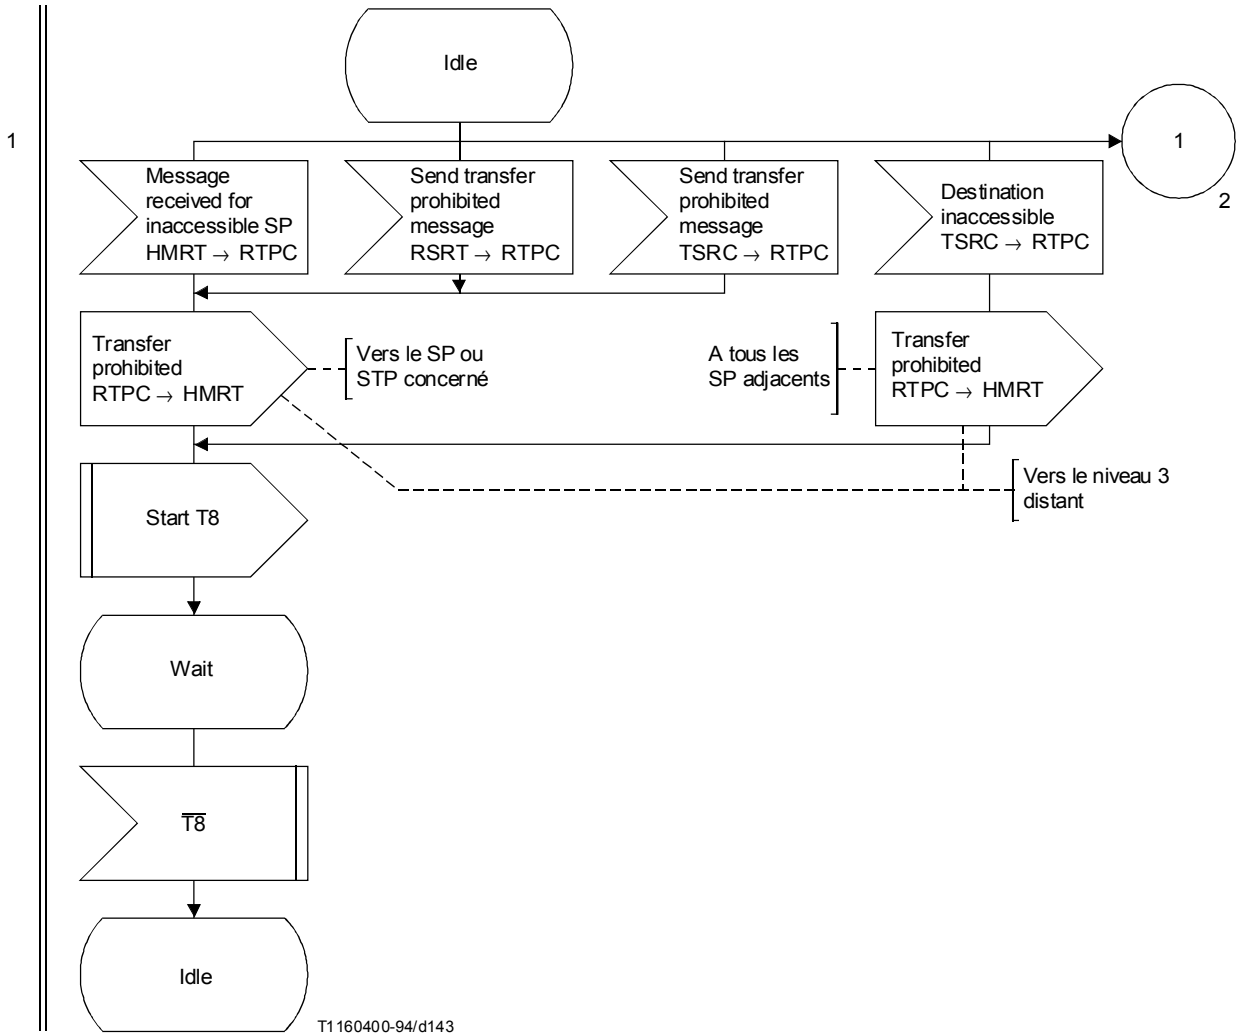 Idle
1
1
2
Message
received for
inaccessible SP
HMRT → RTPC
Send transfer
prohibited
message
RSRT → RTPC
Send transfer
prohibited
message
TSRC → RTPC
Destination
inaccessible
TSRC → RTPC
Transfer
prohibited
RTPC → HMRT
Vers le SP ou
STP concerné
A tous les
SP adjacents
Transfer
prohibited
RTPC → HMRT
Vers le niveau 3
distant
Start T8
Wait
T̅8̅
Idle
T1160400-94/d143